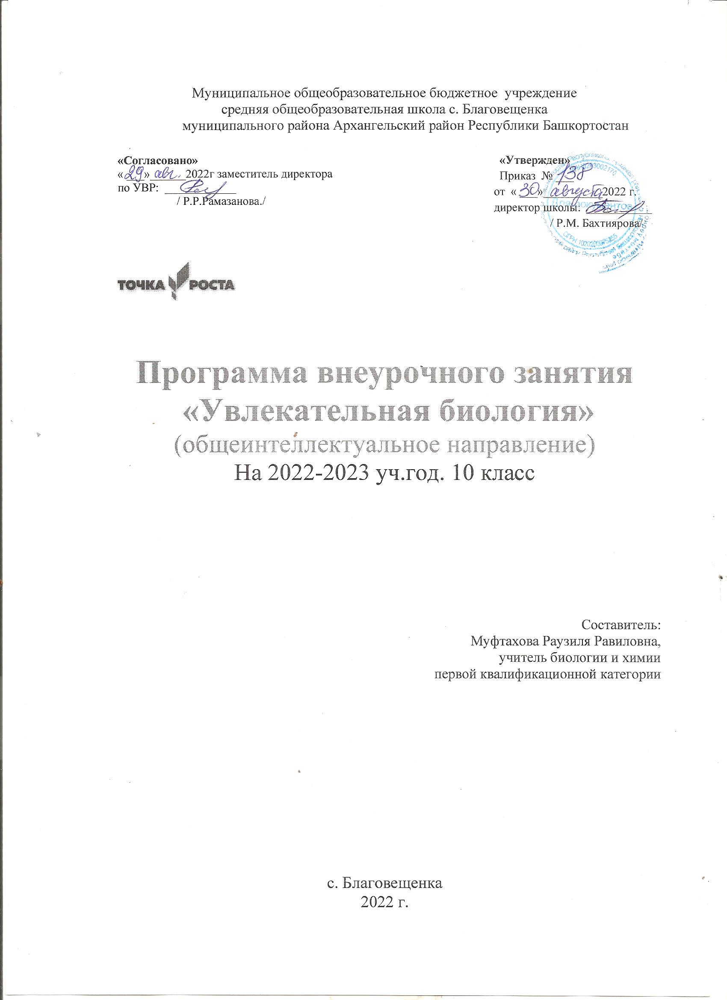 Муниципальное общеобразовательное бюджетное учреждение
средняя общеобразовательная школа с. Благовещенка
муниципального района Архангельский район Республики Башкортостан
«Согласовано»
«29» авг. 2022г заместитель директора
по УВР:
/ Р.Р.Рамазанова./
«Утвержден»
Приказ № 138
от «30» августа 2022 г.
директор школы:
/ Р.М. Бахтиярова/
Для документов
ТОЧКА РОСТА
Программа внеурочного занятия
«Увлекательная биология»
(общеинтеллектуальное направление)
На 2022-2023 уч.год. 10 класс
Составитель:
Муфтахова Раузиля Равиловна,
учитель биологии и химии
первой квалификационной категории
с. Благовещенка
2022 г.